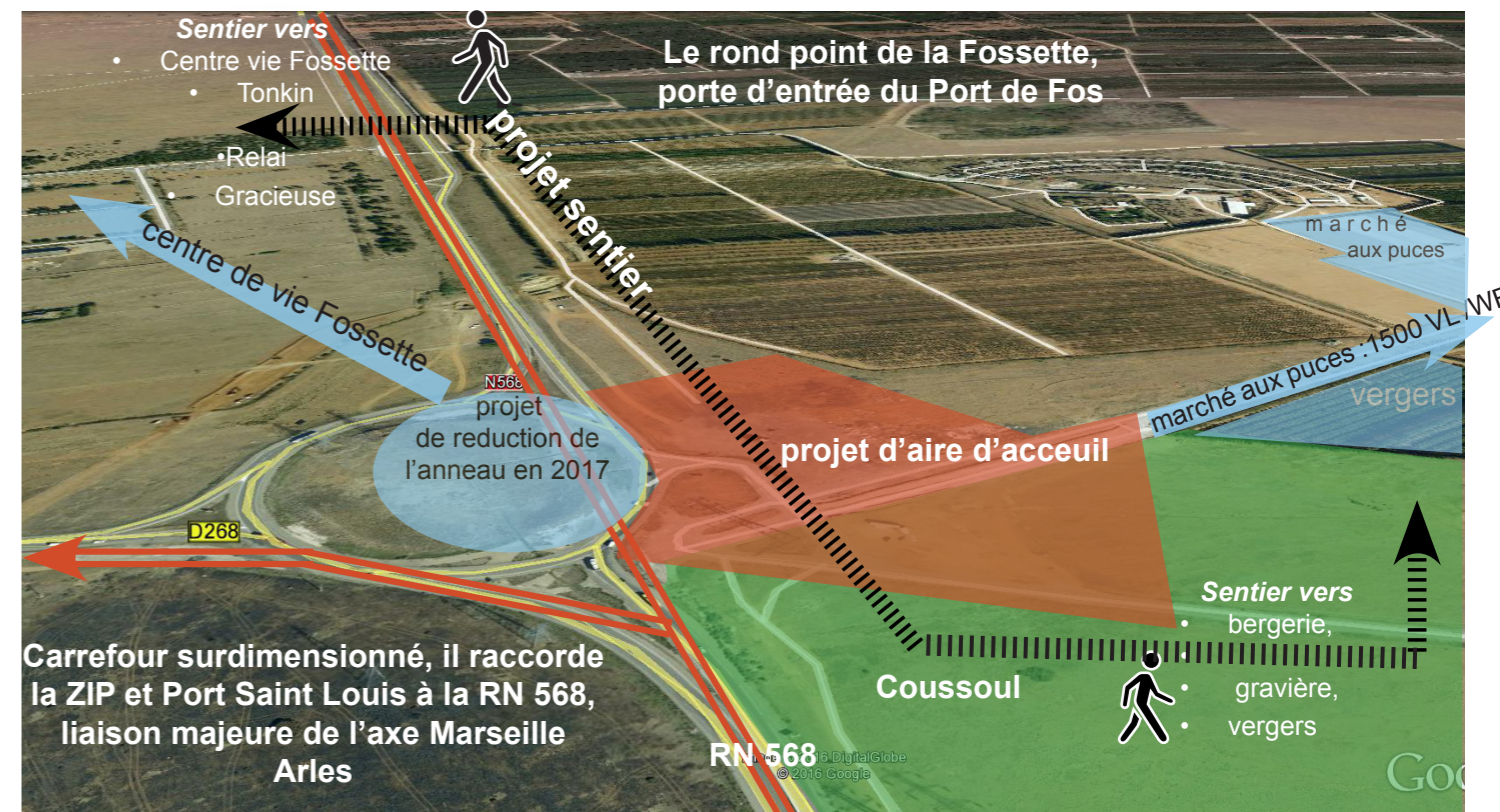 Sentier vers
• Centre vie Fossette
• Tonkin
•Relai
• Gracieuse
Le rond point de la Fossette,
porte d’entrée du Port de Fos
projet sentier
centre de vie Fossette
marché
aux puces
marché aux puces :1500 VL /WE
vergers
N568
projet
de reduction de
l’anneau en 2017
projet d’aire d’acceuil
D268
Sentier vers
• bergerie,
•
• gravière,
• vergers
Coussoul
Carrefour surdimensionné, il raccorde
la ZIP et Port Saint Louis à la RN 568,
liaison majeure de l’axe Marseille
Arles
RN 568
16 DigitalGlobe
© 2016 Google
Goo